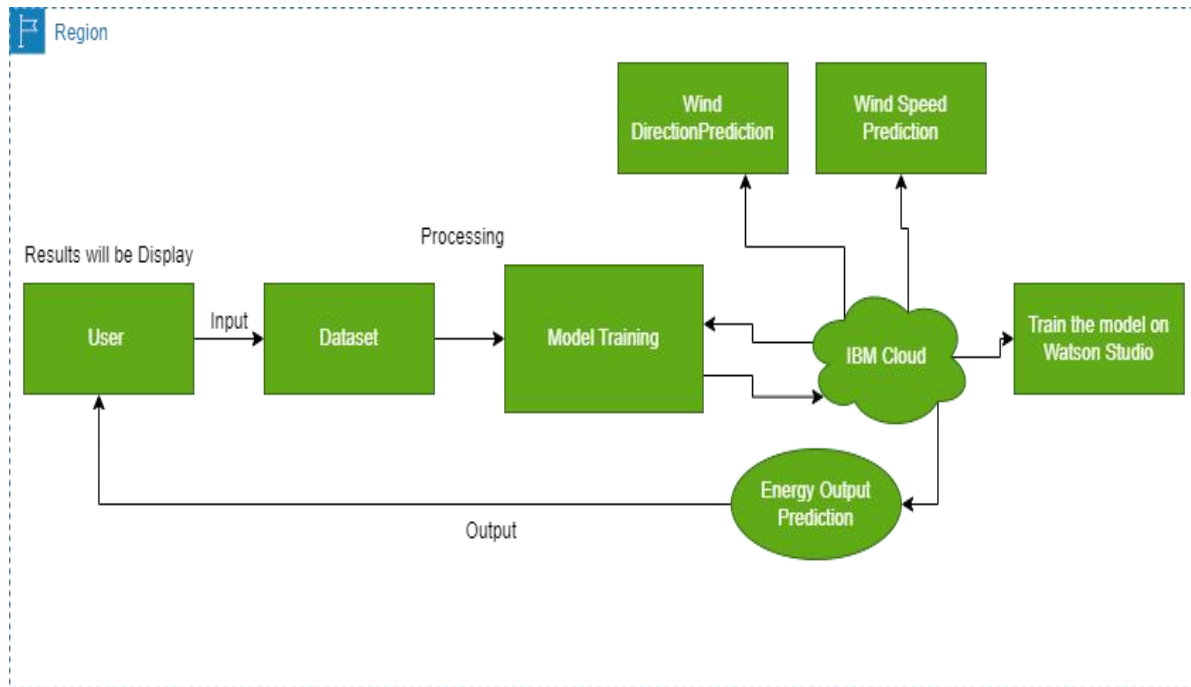 Region
Wind
DirectionPrediction
Wind Speed
Prediction
Processing
Results will be Display
User
Input
Dataset
Model Training
IBM Cloud
Train the model on
Watson Studio
Energy Output
Prediction
Output